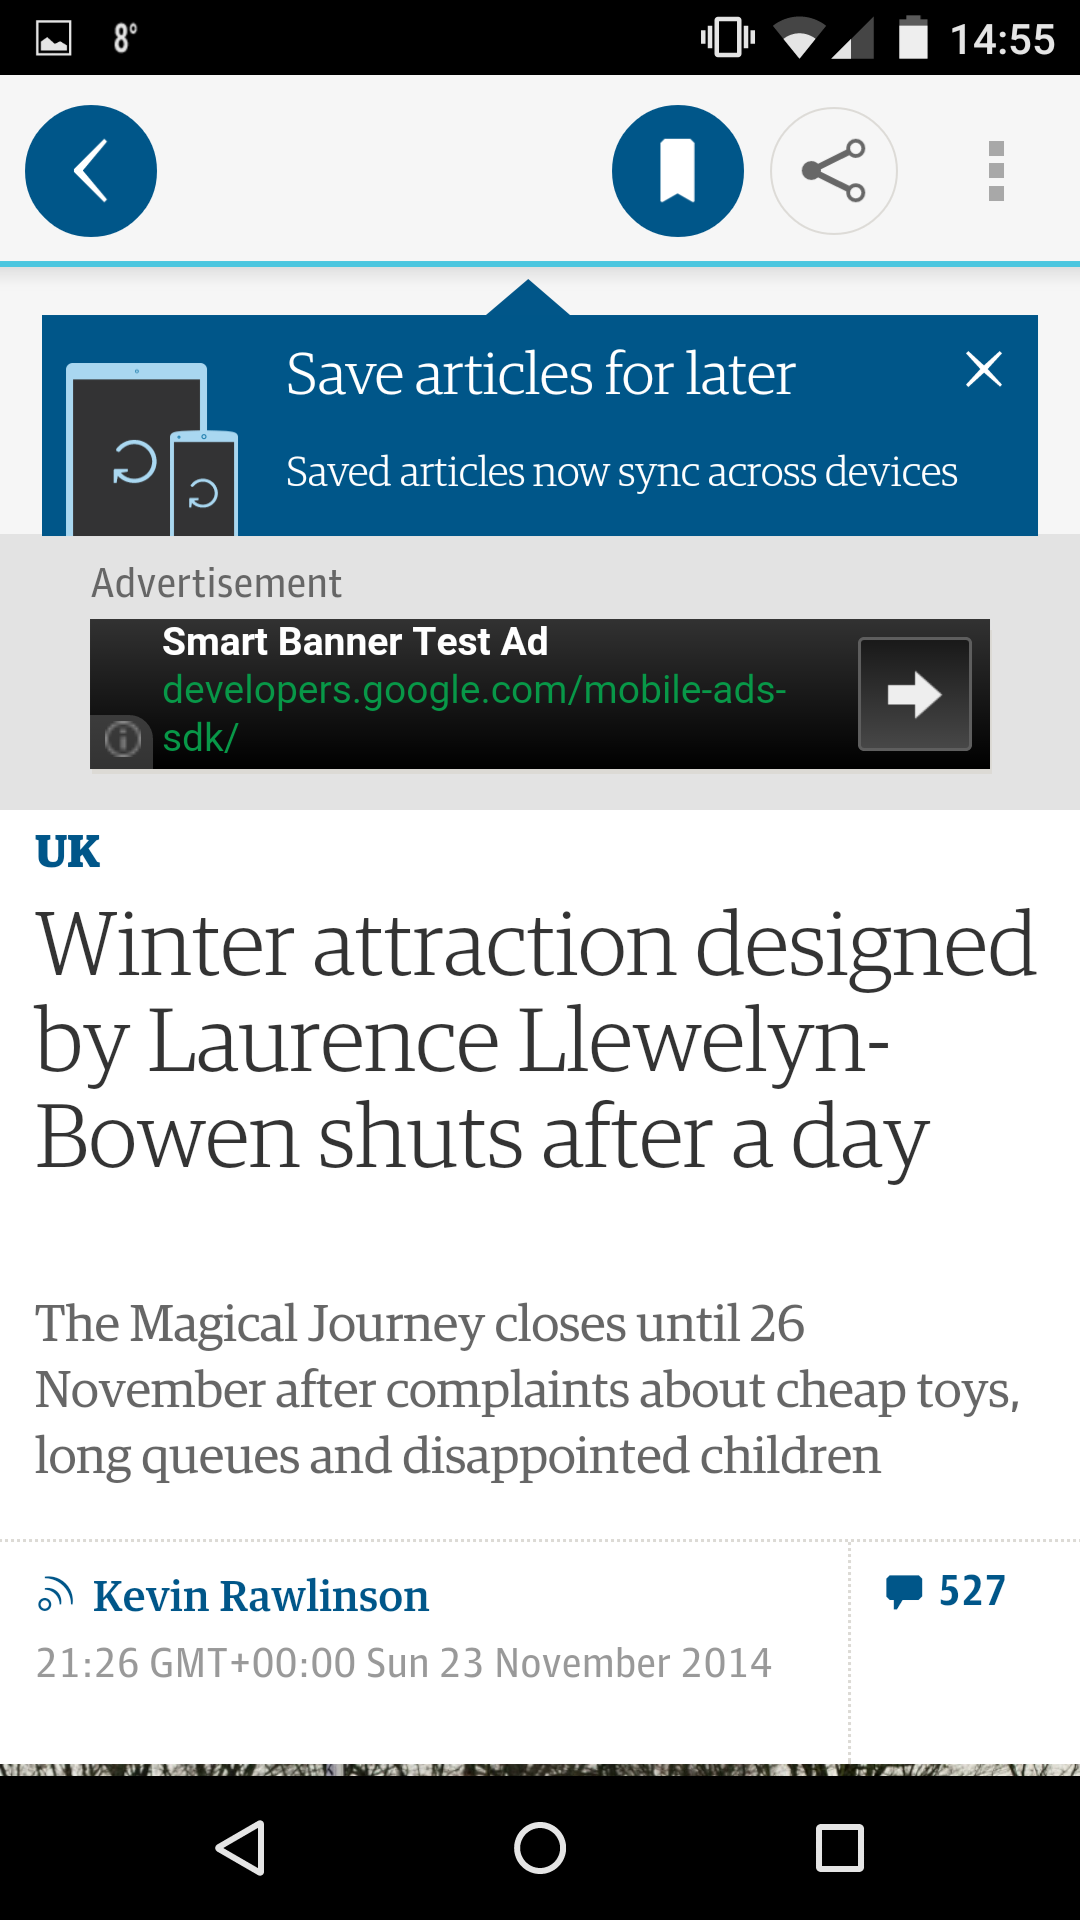 8°
14:55
Save articles for later
Saved articles now sync across devices
Advertisement
Smart Banner Test Ad
developers.google.com/mobile-ads-
sdk/
UK
Winter attraction designed
by Laurence Llewelyn-
Bowen shuts after a day
The Magical Journey closes until 26
November after complaints about cheap toys,
long queues and disappointed children
Kevin Rawlinson
527
21:26 GMT+00:00 Sun 23 November 2014